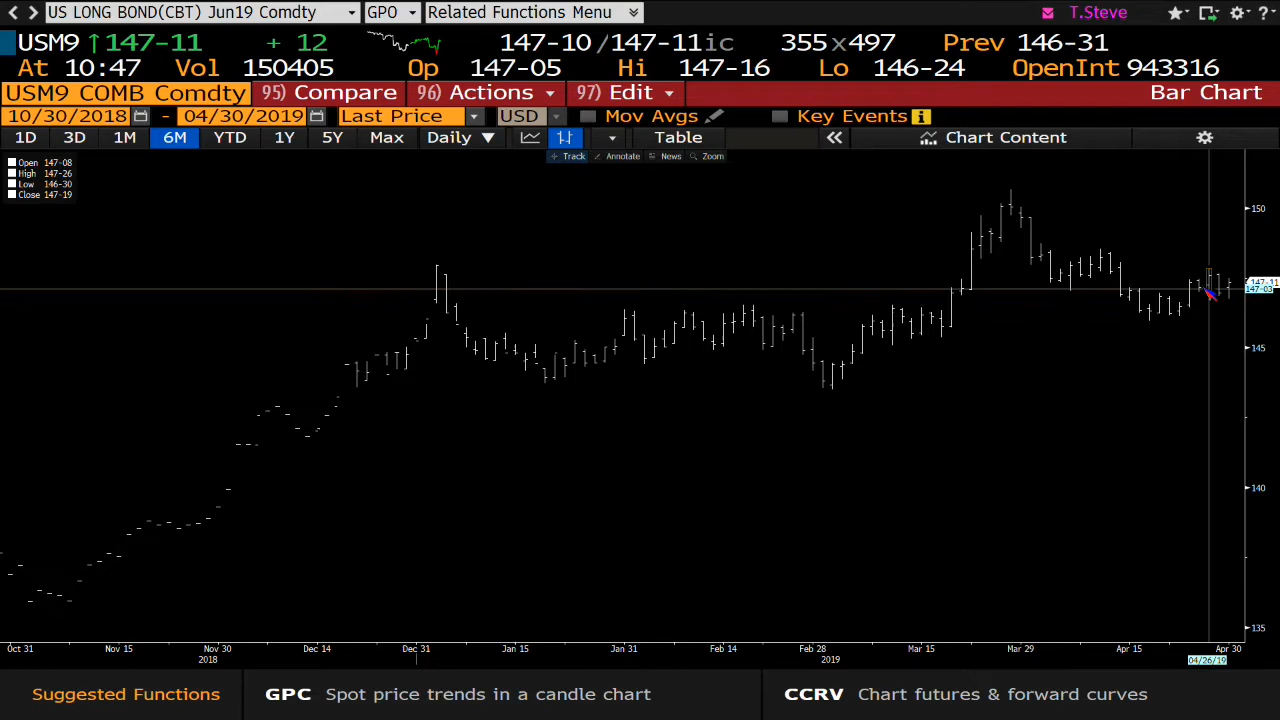 US LONG BOND(CBT) Jun19 Comdty GPO Related Functions Menu T.Steve ?
USM9 ↑147-11 + 12 147-10 /147-11ic 355x497 Prev 146-31
At 10:47 Vol 150405 Op 147-05 Hi 147-16 Lo 146-24 OpenInt 943316
USM9 COMB Comdty 95) Compare 96) Actions 97) Edit Bar Chart
10/30/2018 - 04/30/2019 Last Price USD Mov Avgs Key Events i
1D 3D 1M 6M YTD 1Y 5Y Max Daily ▼ Table « Chart Content
Track Annotate News Zoom
Open 147-08
High 147-26
Low 146-30
Close 147-19
150
147-11
147-03
145
140
135
Oct 31 Nov 15 Nov 30 Dec 14 Dec 31 Jan 15 Jan 31 Feb 14 Feb 28 Mar 15 Mar 29 Apr 15 Apr 30
2018 2019 04/26/19
Suggested Functions GPC Spot price trends in a candle chart CCRV Chart futures & forward curves